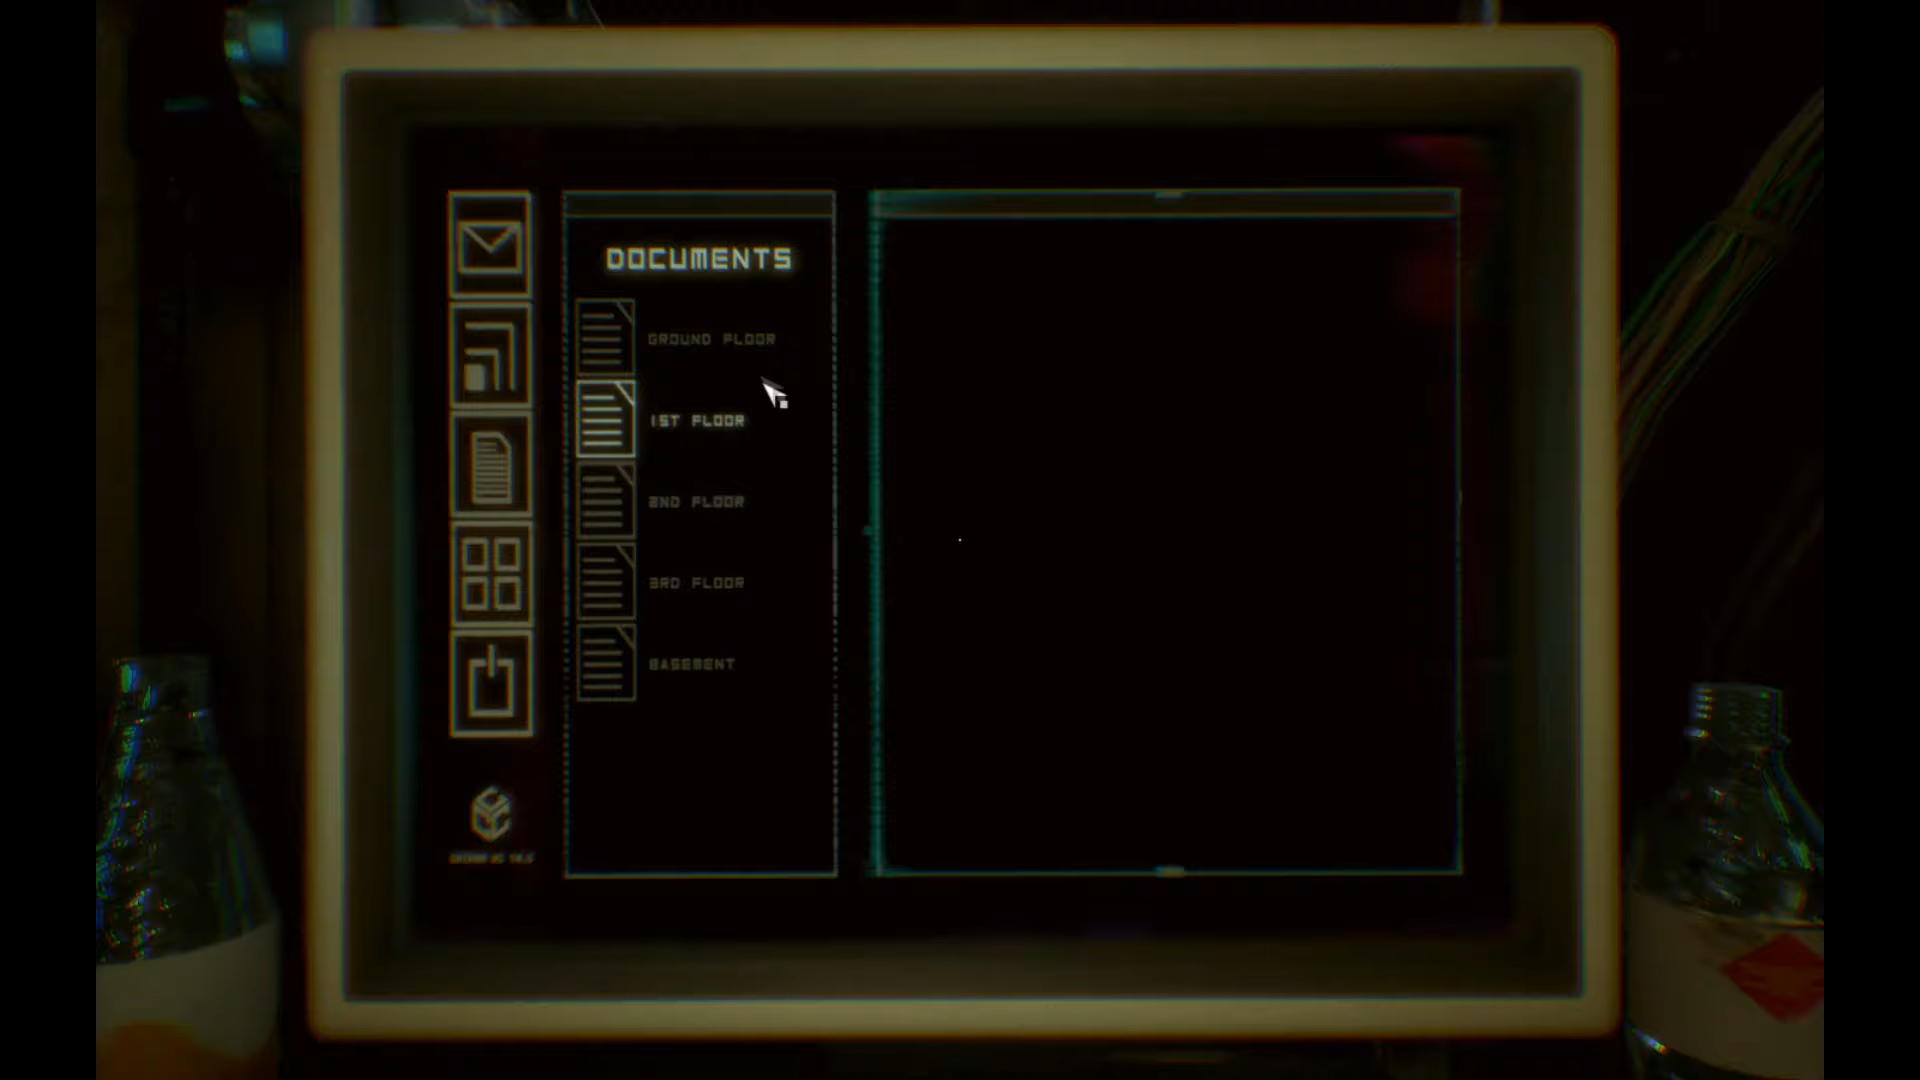 DOCUMENTS
GROUND FLOOR
1ST FLOOR
2ND FLOOR
3RD FLOOR
BASEMENT